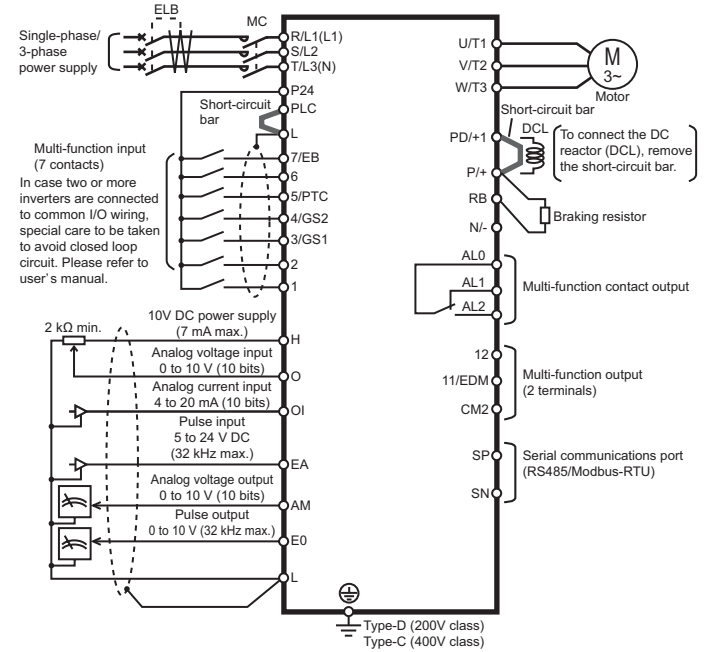 ELB
MC
Single-phase/
3-phase
power supply
R/L1(L1)
S/L2
T/L3(N)
P24
Short-circuit
bar
PLC
L
Multi-function input
(7 contacts)
In case two or more
inverters are connected
to common I/O wiring,
special care to be taken
to avoid closed loop
circuit. Please refer to
user`s manual.
7/EB
6
5/PTC
4/GS2
3/GS1
2
1
2 kΩ min.
10V DC power supply
(7 mA max.)
H
Analog voltage input
0 to 10 V (10 bits)
O
Analog current input
4 to 20 mA (10 bits)
OI
Pulse input
5 to 24 V DC
(32 kHz max.)
EA
Analog voltage output
0 to 10 V (10 bits)
AM
Pulse output
0 to 10 V (32 kHz max.)
E0
L
U/T1
V/T2
W/T3
M
3~
Motor
Short-circuit bar
PD/+1
DCL
To connect the DC
reactor (DCL), remove
the short-circuit bar.
P/+
RB
Braking resistor
N/-
AL0
AL1
AL2
Multi-function contact output
12
11/EDM
CM2
Multi-function output
(2 terminals)
SP
SN
Serial communications port
(RS485/Modbus-RTU)
Type-D (200V class)
Type-C (400V class)